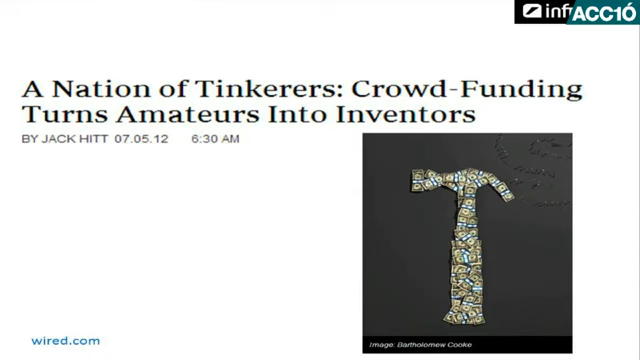 ACC1Ó
A Nation of Tinkerers: Crowd-Funding
Turns Amateurs Into Inventors
BY JACK HITT 07.05.12 6:30 AM
Image: Bartholomew Cooke
wired.com